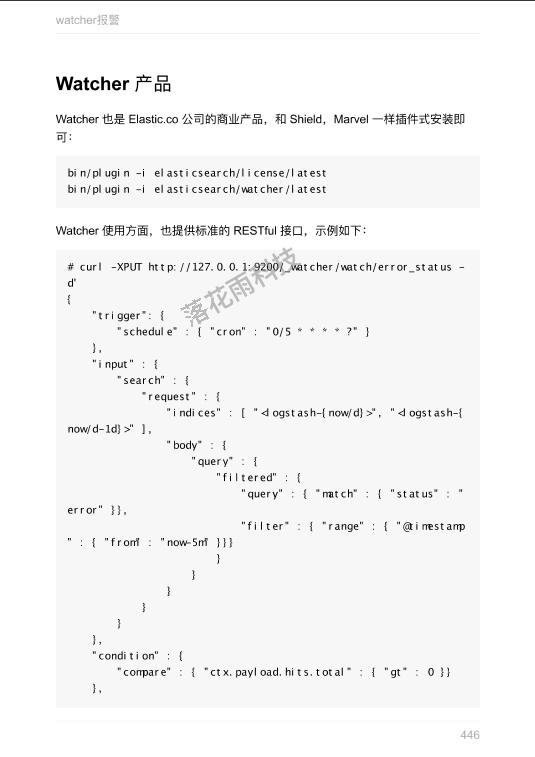 watcher报警
Watcher 产品
Watcher 也是 Elastic.co 公司的商业产品，和 Shield，Marvel 一样插件式安装即
可：
bin/plugin -i elasticsearch/license/latest
bin/plugin -i elasticsearch/watcher/latest
Watcher 使用方面，也提供标准的 RESTful 接口，示例如下：
# curl -XPUT http://127.0.0.1:9200/_watcher/watch/error_status -
d'
{
    "trigger": {
        "schedule" : { "cron" : "0/5 * * * * ?" }
    },
    "input" : {
        "search" : {
            "request" : {
                "indices" : [ "<logstash-{now/d}>", "<logstash-{
now/d-1d}>" ],
                "body" : {
                    "query" : {
                        "filtered" : {
                            "query" : { "match" : { "status" : "
error" }},
                            "filter" : { "range" : { "@timestamp
" : { "from" : "now-5m" }}}
                        }
                    }
                }
            }
        }
    },
    "condition" : {
        "compare" : { "ctx.payload.hits.total" : { "gt" : 0 }}
    },
落花雨科技
446